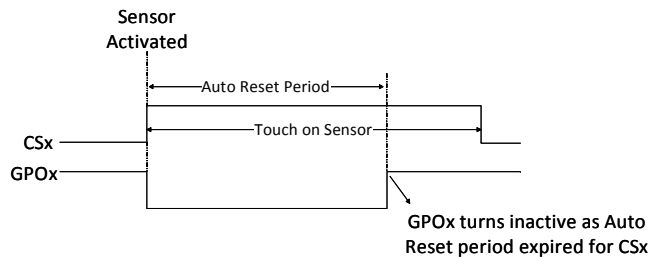 Sensor
Activated
Auto Reset Period
Touch on Sensor
CSx
GPOx
GPOx turns inactive as Auto
Reset period expired for CSx